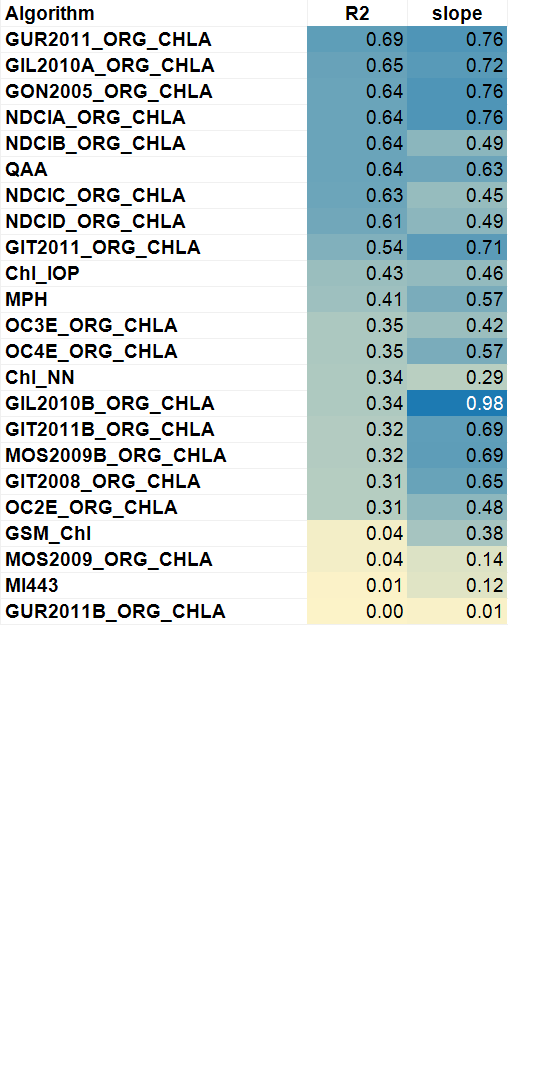 Algorithm R2 slope
GUR2011_ORG_CHLA 0.69 0.76
GIL2010A_ORG_CHLA 0.65 0.72
GON2005_ORG_CHLA 0.64 0.76
NDCIA_ORG_CHLA 0.64 0.76
NDCIB_ORG_CHLA 0.64 0.49
QAA 0.64 0.63
NDCIC_ORG_CHLA 0.63 0.45
NDCID_ORG_CHLA 0.61 0.49
GIT2011_ORG_CHLA 0.54 0.71
Chl_IOP 0.43 0.46
MPH 0.41 0.57
OC3E_ORG_CHLA 0.35 0.42
OC4E_ORG_CHLA 0.35 0.57
Chl_NN 0.34 0.29
GIL2010B_ORG_CHLA 0.34 0.98
GIT2011B_ORG_CHLA 0.32 0.69
MOS2009B_ORG_CHLA 0.32 0.69
GIT2008_ORG_CHLA 0.31 0.65
OC2E_ORG_CHLA 0.31 0.48
GSM_Chl 0.04 0.38
MOS2009_ORG_CHLA 0.04 0.14
MI443 0.01 0.12
GUR2011B_ORG_CHLA 0.00 0.01